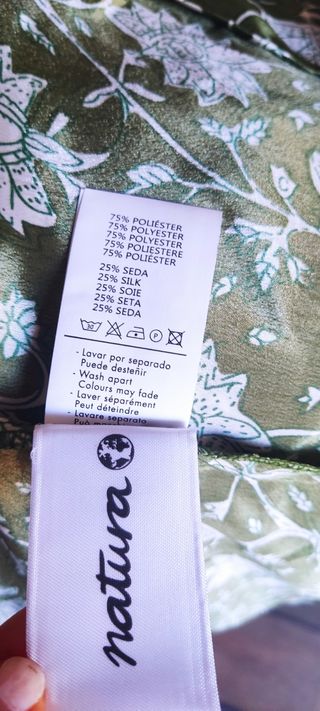 75% POLIÉSTER
75% POLYESTER
75% POLYESTER
75% POLIESTERE
75% POLIÉSTER
25% SEDA
25% SILK
25% SOIE
25% SETA
25% SEDA
- Lavar por separado
Puede desteñir
- Wash apart
Colours may fade
- Laver séparément
Peut déteindre
- Lavare separata
natura